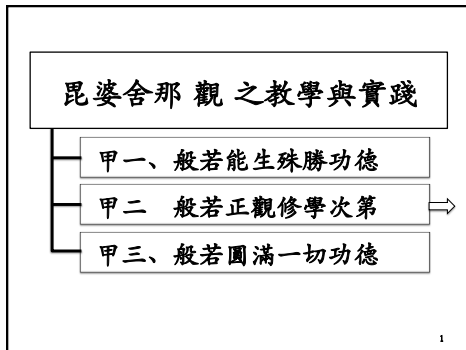 毘婆舍那 觀 之教學與實踐
甲一、般若能生殊勝功德
甲二　般若正觀修學次第
甲三、般若圓滿一切功德
1